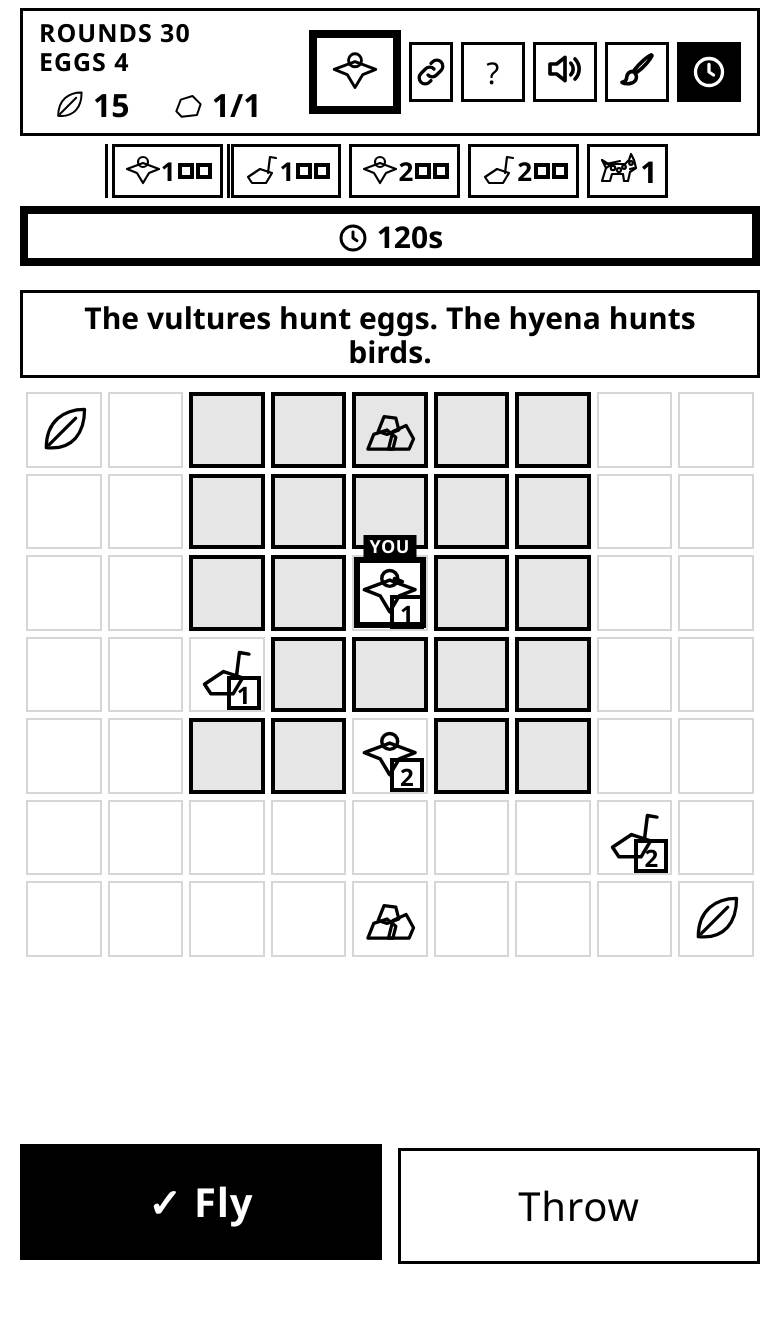 ROUNDS 30
EGGS 4
15 1/1
?
1 1 2 2 1
120s
The vultures hunt eggs. The hyena hunts
birds.
YOU
1
1
2
2
✓ Fly
Throw